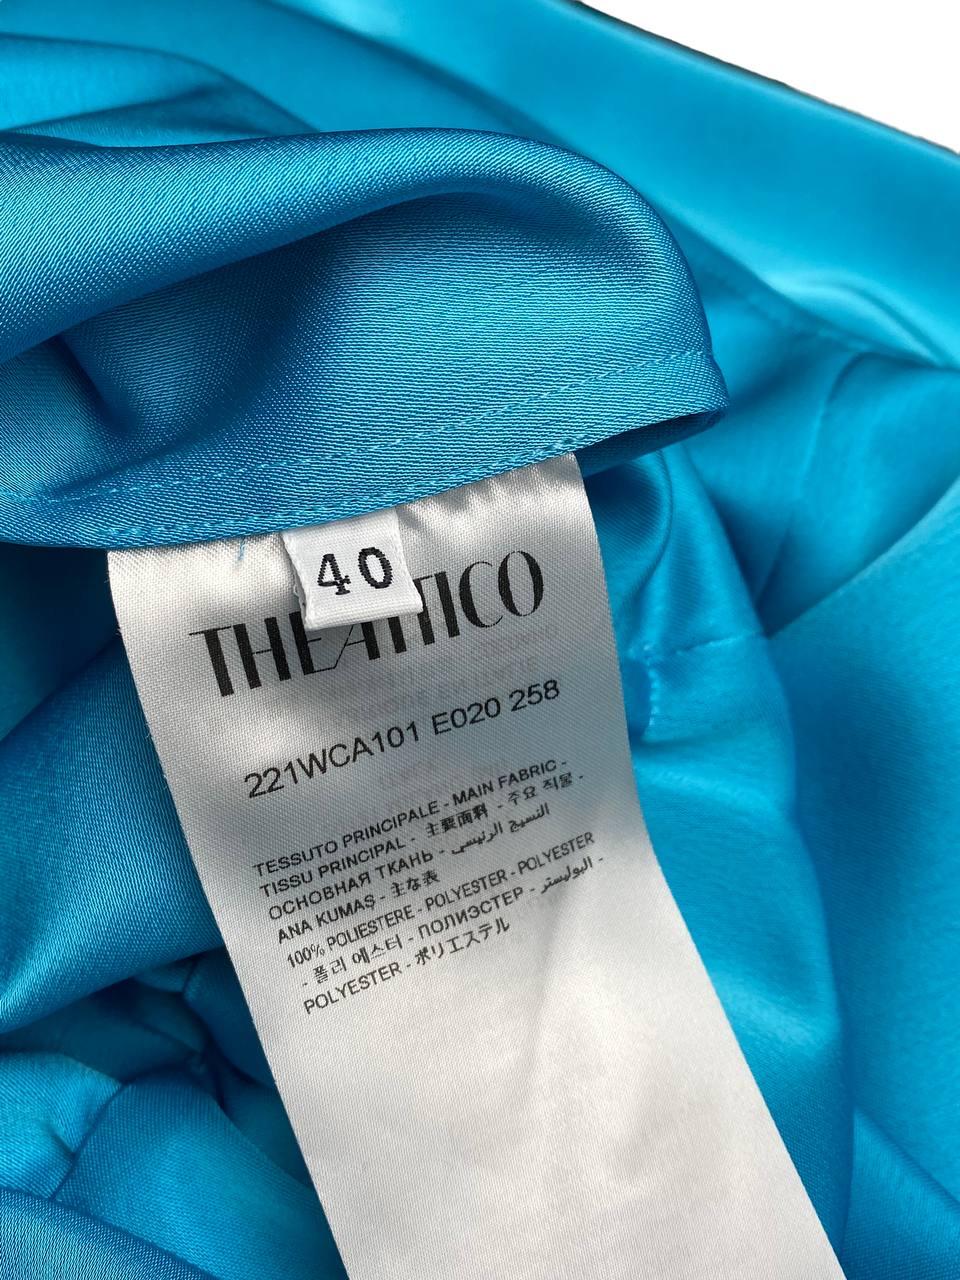 40
THE ATTICO
221WCA101 E020 258
TESSUTO PRINCIPALE - MAIN FABRIC -
TISSU PRINCIPAL - 主要面料 - 주요 직물 -
ОСНОВНАЯ ТКАНЬ - النسيج الرئيسي -
ANA KUMAŞ - 主な表
100% POLIESTERE - POLYESTER - POLYESTER
- 폴리 에스터 - ПОЛИЭСТЕР - البوليستر -
POLYESTER - ポリエステル